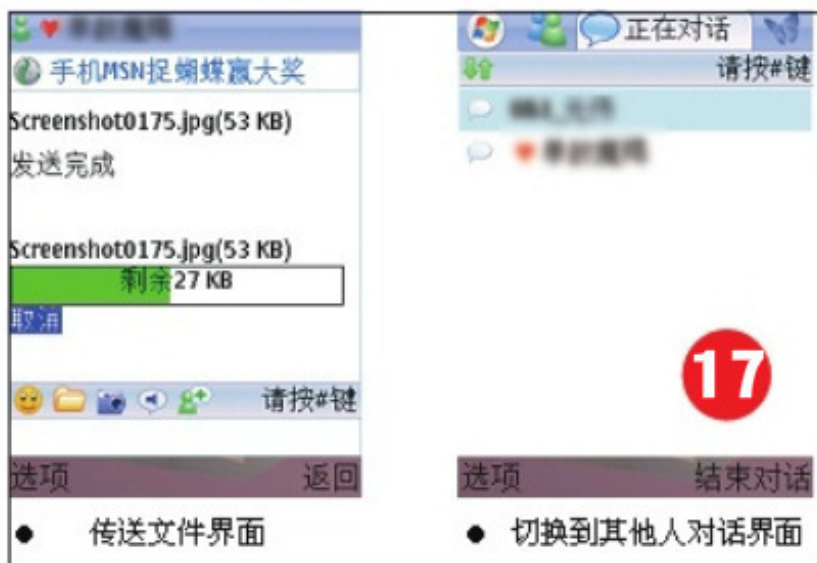 手机MSN捉蝴蝶赢大奖
Screenshot0175.jpg(53 KB)
发送完成
Screenshot0175.jpg(53 KB)
剩余27 KB
取消
请按#键
选项 返回
● 传送文件界面
正在对话
请按#键
17
选项 结束对话
● 切换到其他人对话界面